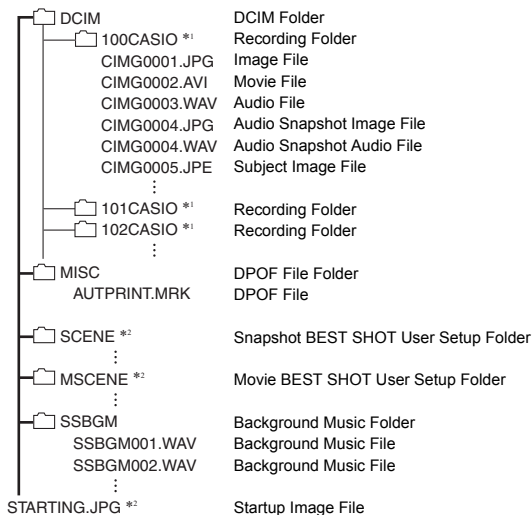 DCIM DCIM Folder
100CASIO *1 Recording Folder
CIMG0001.JPG Image File
CIMG0002.AVI Movie File
CIMG0003.WAV Audio File
CIMG0004.JPG Audio Snapshot Image File
CIMG0004.WAV Audio Snapshot Audio File
CIMG0005.JPE Subject Image File
101CASIO *1 Recording Folder
102CASIO *1 Recording Folder
MISC DPOF File Folder
AUTPRINT.MRK DPOF File
SCENE *2 Snapshot BEST SHOT User Setup Folder
MSCENE *2 Movie BEST SHOT User Setup Folder
SSBGM Background Music Folder
SSBGM001.WAV Background Music File
SSBGM002.WAV Background Music File
STARTING.JPG *2 Startup Image File